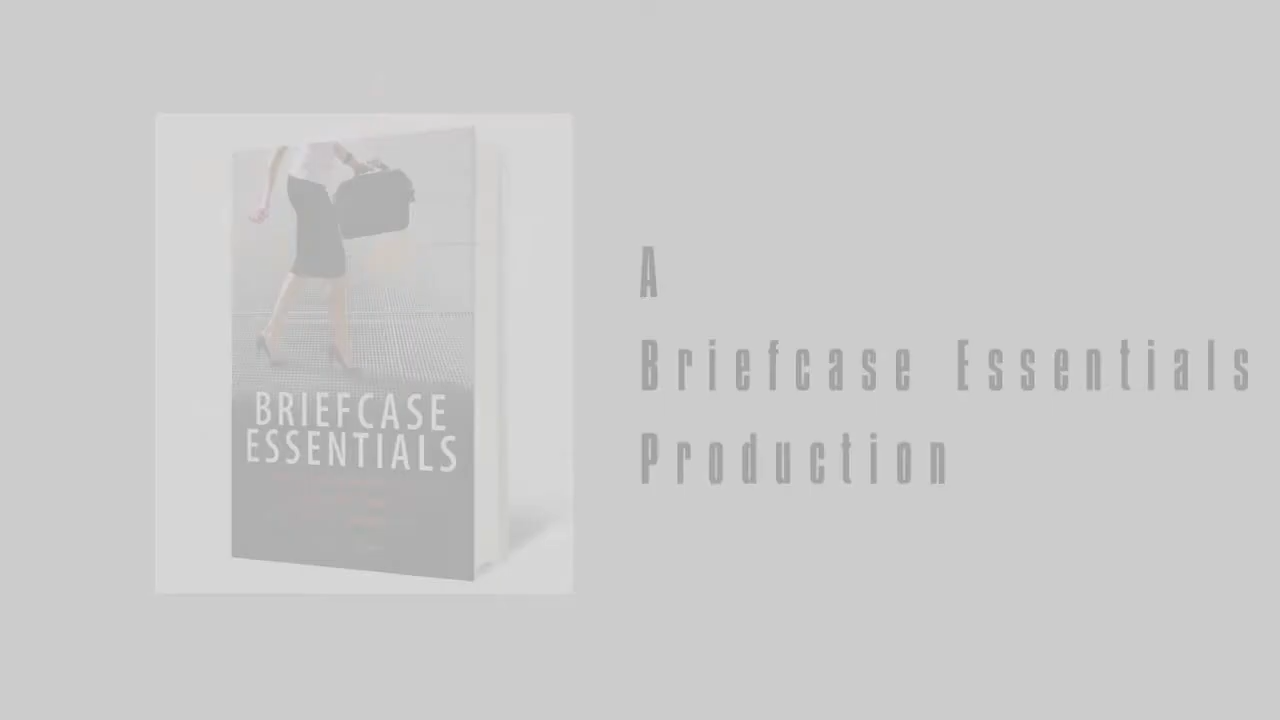 BRIEFCASE
ESSENTIALS
A
Briefcase Essentials
Production